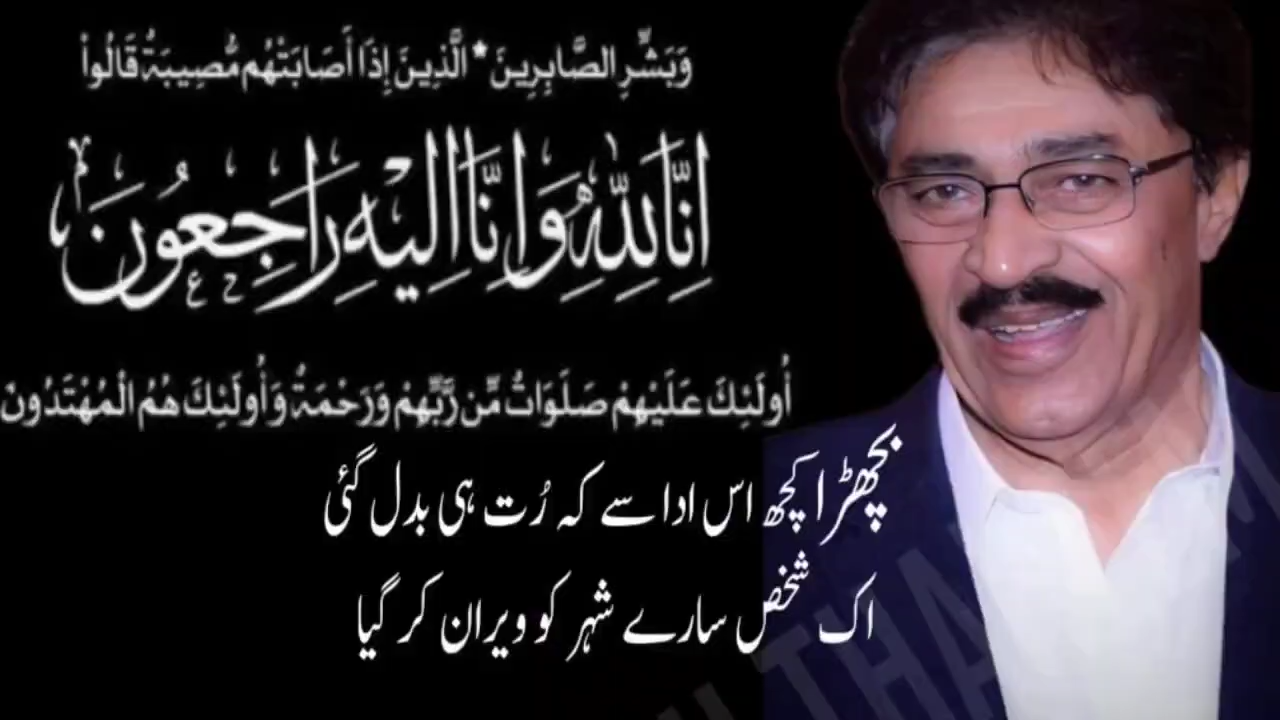 وَبَشِّرِ الصَّابِرِينَ * الَّذِينَ إِذَا أَصَابَتْهُم مُّصِيبَةٌ قَالُواْ
اِنَّا لِلّٰهِ وَاِنَّا اِلَيْهِ رَاجِعُونَ
أُولَئِكَ عَلَيْهِمْ صَلَوَاتٌ مِّن رَّبِّهِمْ وَرَحْمَةٌ وَأُولَئِكَ هُمُ الْمُهْتَدُونَ
بچھڑا کچھ اس ادا سے کہ رُت ہی بدل گئی
اک شخص سارے شہر کو ویران کر گیا